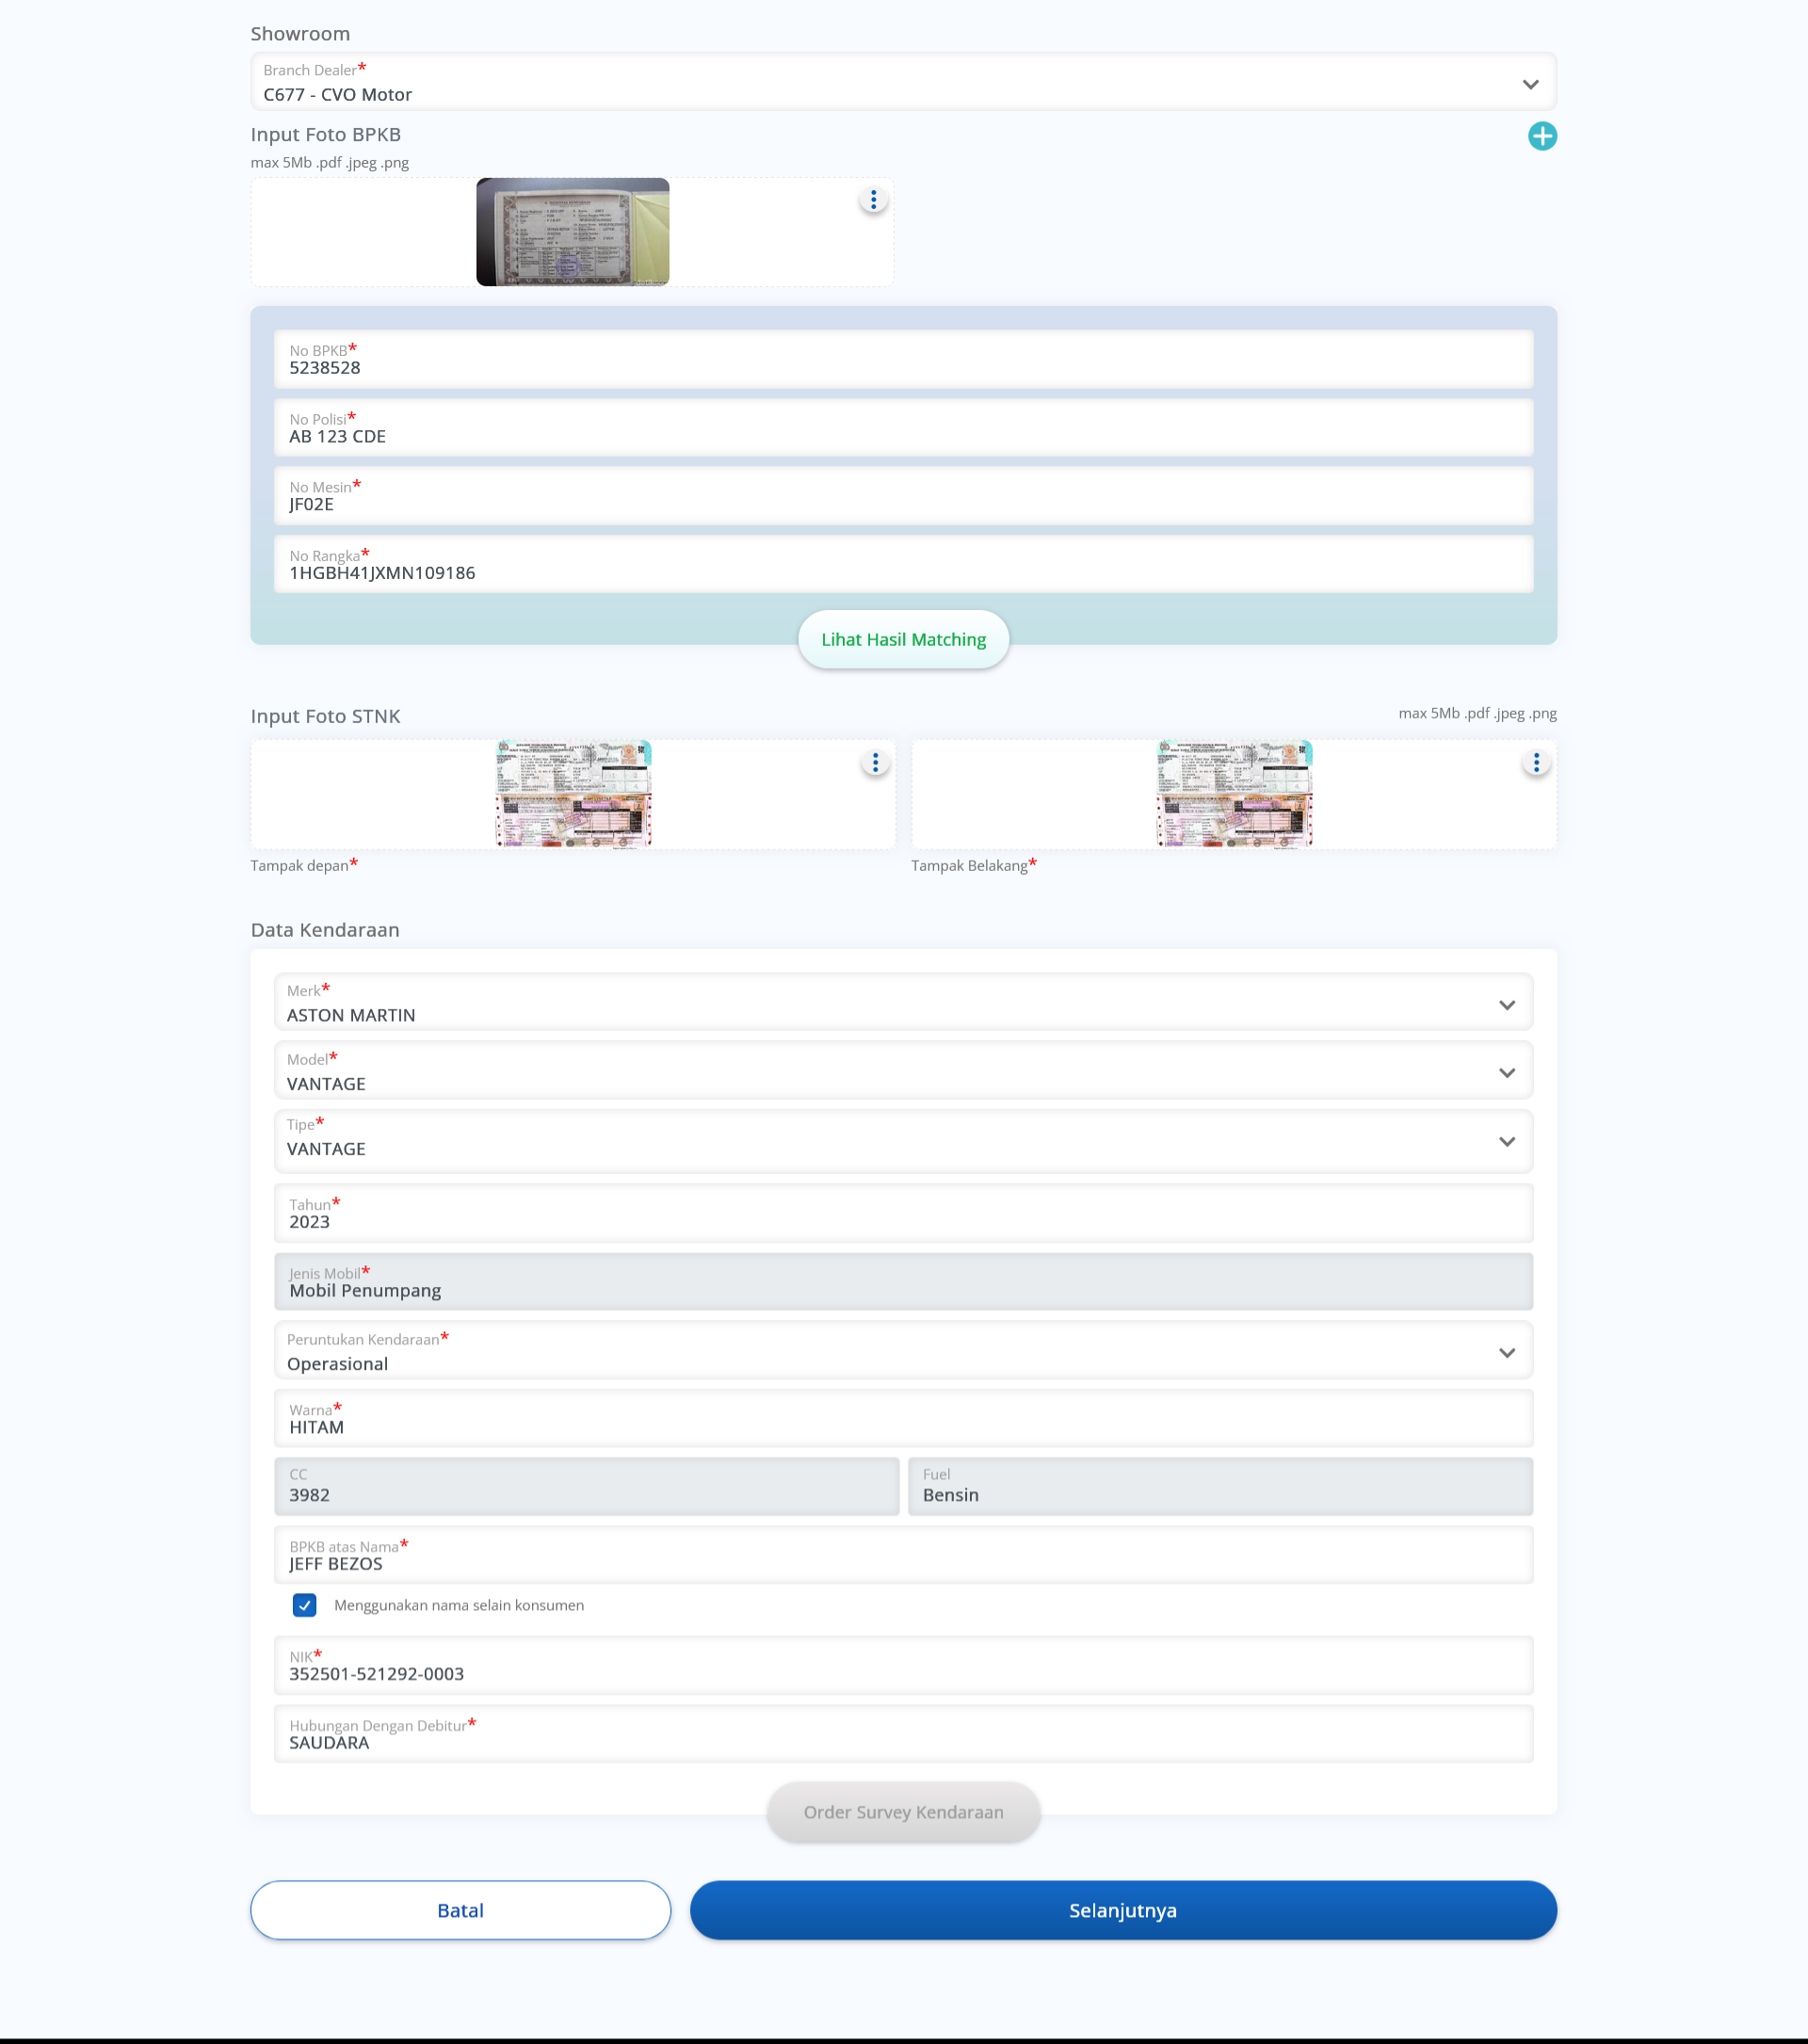 Showroom
Branch Dealer*
C677 - CVO Motor
Input Foto BPKB
max 5Mb .pdf .jpeg .png
No BPKB*
5238528
No Polisi*
AB 123 CDE
No Mesin*
JF02E
No Rangka*
1HGBH41JXMN109186
Lihat Hasil Matching
Input Foto STNK
max 5Mb .pdf .jpeg .png
Tampak depan*
Tampak Belakang*
Data Kendaraan
Merk*
ASTON MARTIN
Model*
VANTAGE
Tipe*
VANTAGE
Tahun*
2023
Jenis Mobil*
Mobil Penumpang
Peruntukan Kendaraan*
Operasional
Warna*
HITAM
CC
3982
Fuel
Bensin
BPKB atas Nama*
JEFF BEZOS
Menggunakan nama selain konsumen
NIK*
352501-521292-0003
Hubungan Dengan Debitur*
SAUDARA
Order Survey Kendaraan
Batal
Selanjutnya